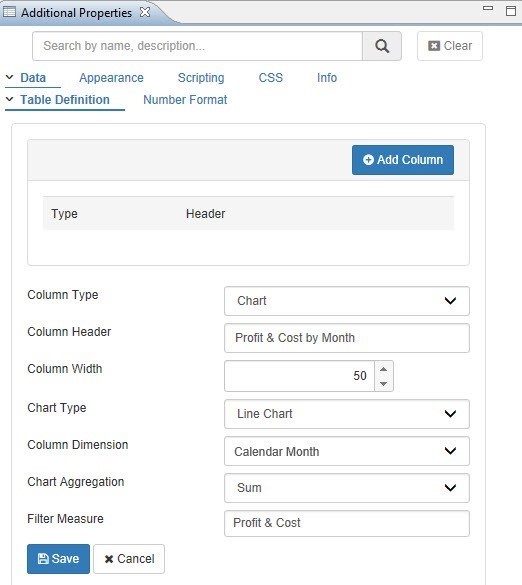 Additional Properties
Search by name, description...
Clear
Data Appearance Scripting CSS Info
Table Definition Number Format
Add Column
Type Header
Column Type Chart
Column Header Profit & Cost by Month
Column Width 50
Chart Type Line Chart
Column Dimension Calendar Month
Chart Aggregation Sum
Filter Measure Profit & Cost
Save Cancel